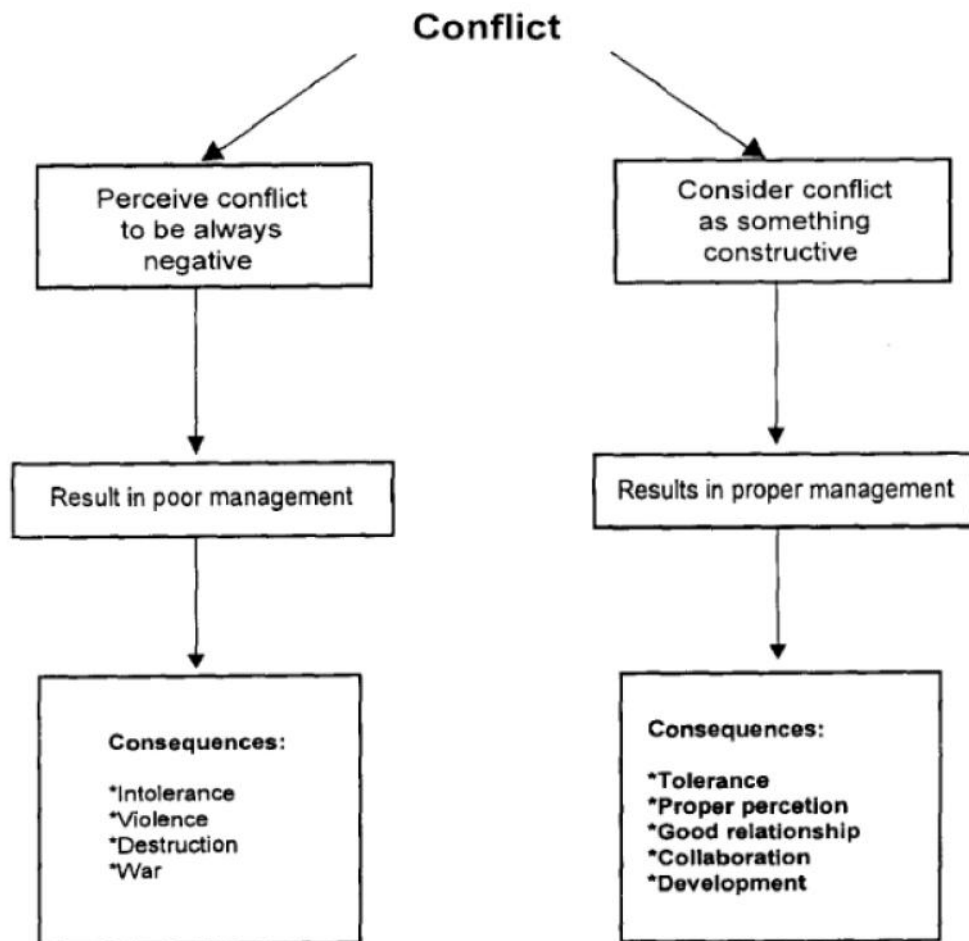 Conflict
Perceive conflict
to be always
negative
Consider conflict
as something
constructive
Result in poor management
Results in proper management
Consequences:
*Intolerance
*Violence
*Destruction
*War
Consequences:
*Tolerance
*Proper percetion
*Good relationship
*Collaboration
*Development